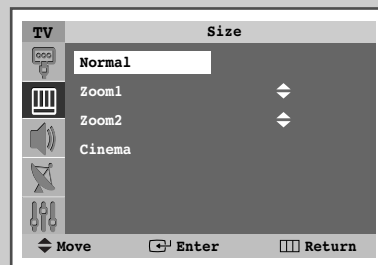 TV Size
Normal
Zoom1
Zoom2
Cinema
Move Enter Return